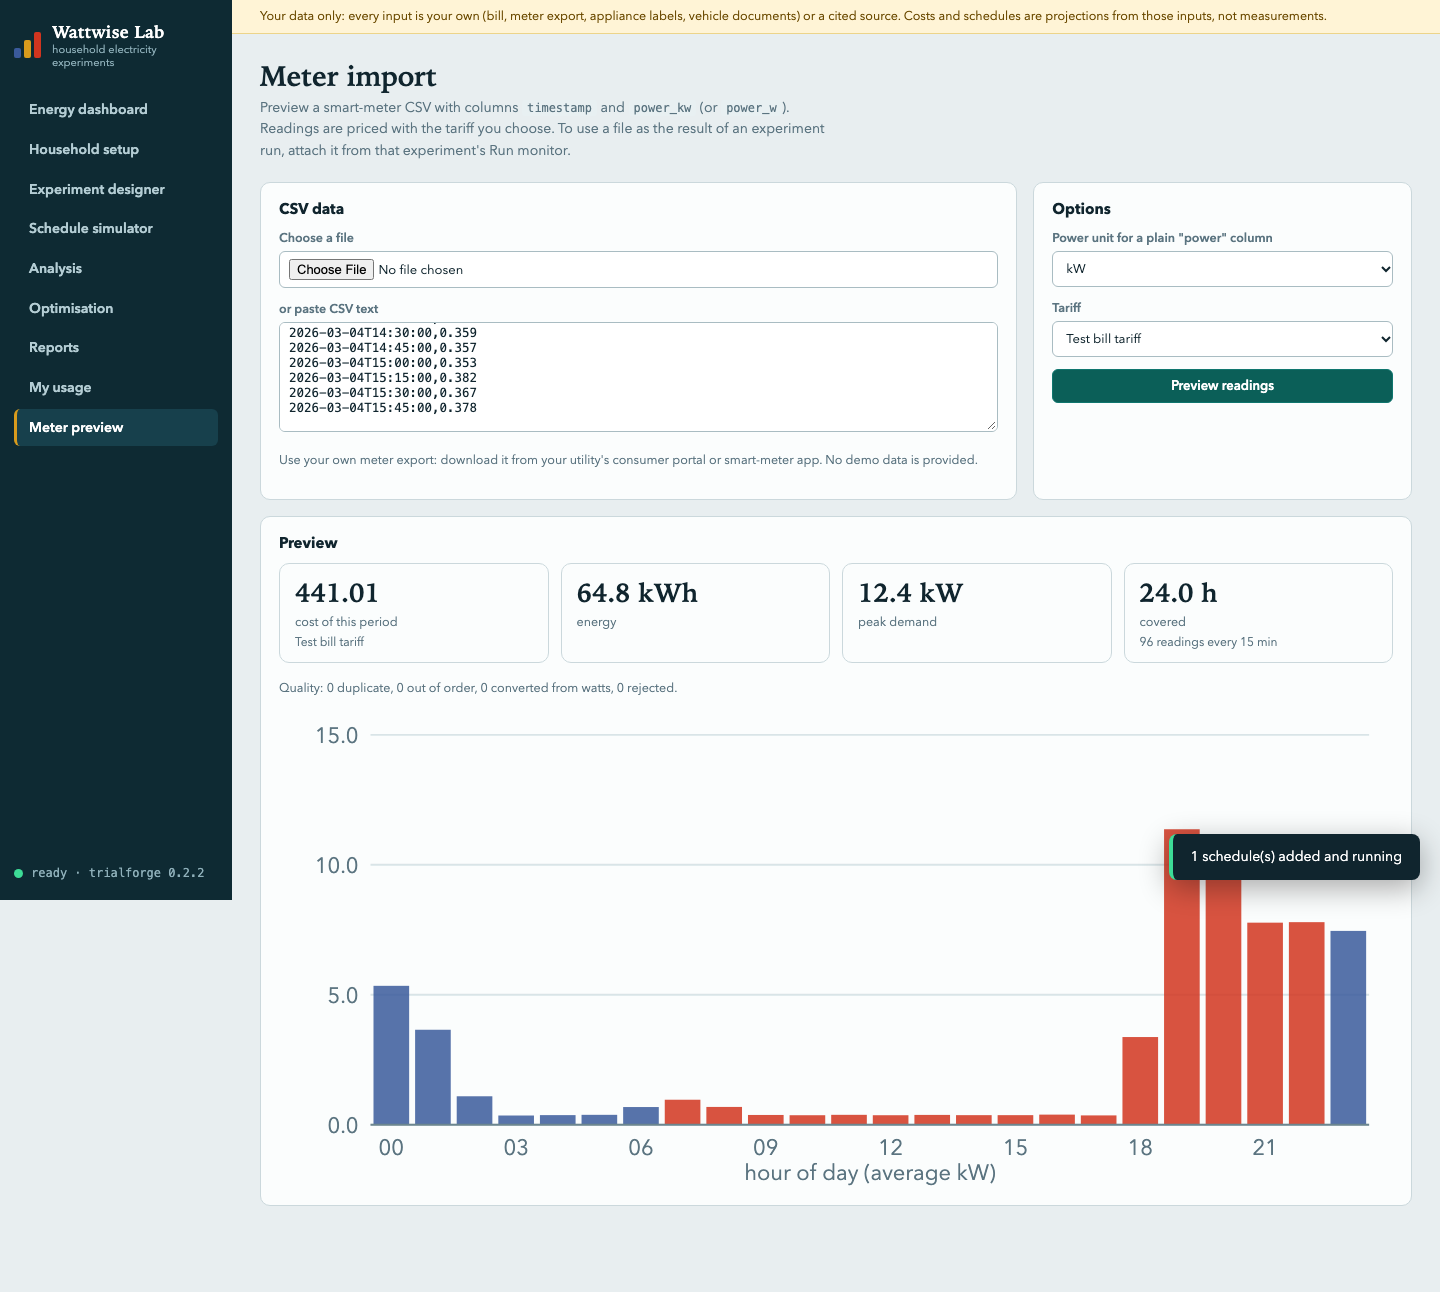 Wattwise Lab
household electricity
experiments
Energy dashboard
Household setup
Experiment designer
Schedule simulator
Analysis
Optimisation
Reports
My usage
Meter preview
ready · trialforge 0.2.2
Your data only: every input is your own (bill, meter export, appliance labels, vehicle documents) or a cited source. Costs and schedules are projections from those inputs, not measurements.
Meter import
Preview a smart-meter CSV with columns timestamp and power_kw (or power_w ).
Readings are priced with the tariff you choose. To use a file as the result of an experiment
run, attach it from that experiment's Run monitor.
CSV data
Choose a file
Choose File No file chosen
or paste CSV text
2026-03-04T14:30:00,0.359
2026-03-04T14:45:00,0.357
2026-03-04T15:00:00,0.353
2026-03-04T15:15:00,0.382
2026-03-04T15:30:00,0.367
2026-03-04T15:45:00,0.378
Use your own meter export: download it from your utility's consumer portal or smart-meter app. No demo data is provided.
Options
Power unit for a plain "power" column
kW
Tariff
Test bill tariff
Preview readings
Preview
441.01
cost of this period
Test bill tariff
64.8 kWh
energy
12.4 kW
peak demand
24.0 h
covered
96 readings every 15 min
Quality: 0 duplicate, 0 out of order, 0 converted from watts, 0 rejected.
15.0
10.0
5.0
0.0
00 03 06 09 12 15 18 21
hour of day (average kW)
1 schedule(s) added and running